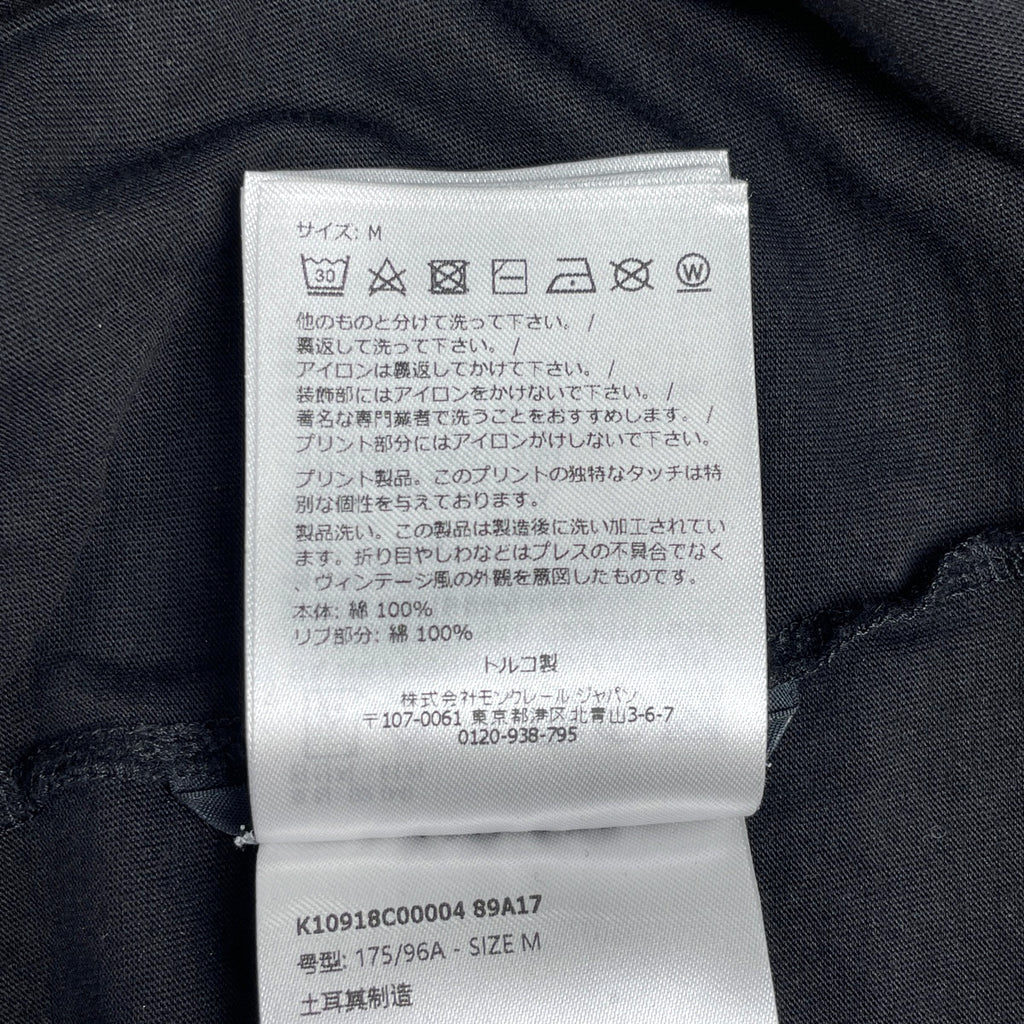 サイズ: M
30 W
他のものと分けて洗って下さい。 /
裏返して洗って下さい。 /
アイロンは裏返してかけて下さい。 /
装飾部にはアイロンをかけないで下さい。 /
著名な専門業者で洗うことをおすすめします。 /
プリント部分にはアイロンがけしないで下さい。
プリント製品。このプリントの独特なタッチは特
別な個性を与えております。
製品洗い。この製品は製造後に洗い加工されてい
ます。折り目やしわなどはプレスの不具合でなく
、ヴィンテージ風の外観を意図したものです。
本体: 綿 100%
リブ部分: 綿 100%
トルコ製
株式会社モンクレール ジャパン
〒107-0061 東京都港区北青山3-6-7
0120-938-795
K10918C00004 89A17
号型: 175/96A - SIZE M
土耳其制造